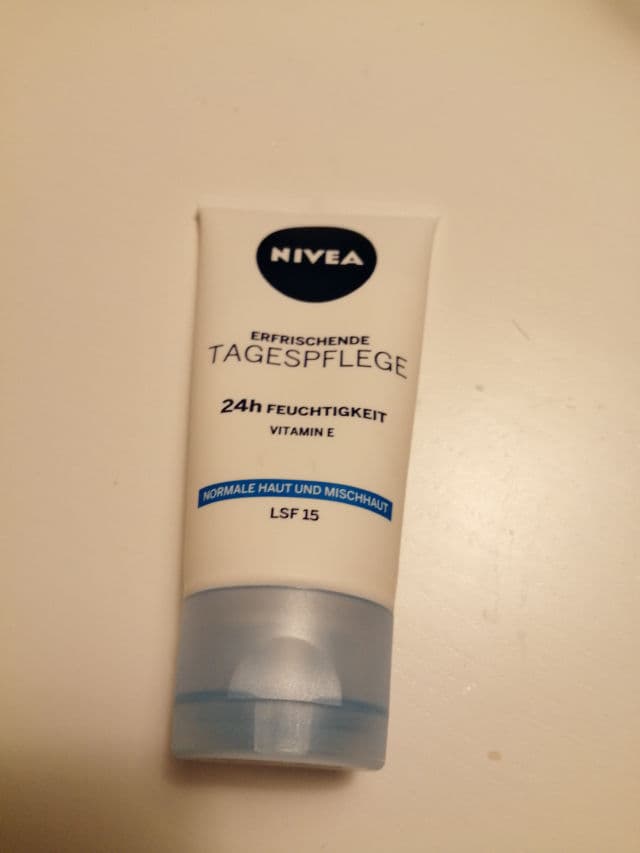 NIVEA
ERFRISCHENDE
TAGESPFLEGE
24h FEUCHTIGKEIT
VITAMIN E
NORMALE HAUT UND MISCHHAUT
LSF 15